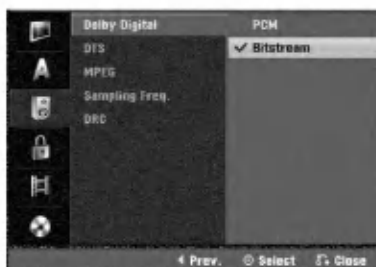 Dolby Digital
DTS
MPEG
Sampling Freq.
DRC
PCM
✓ Bitstream
A
◄ Prev. ⊙ Select Close